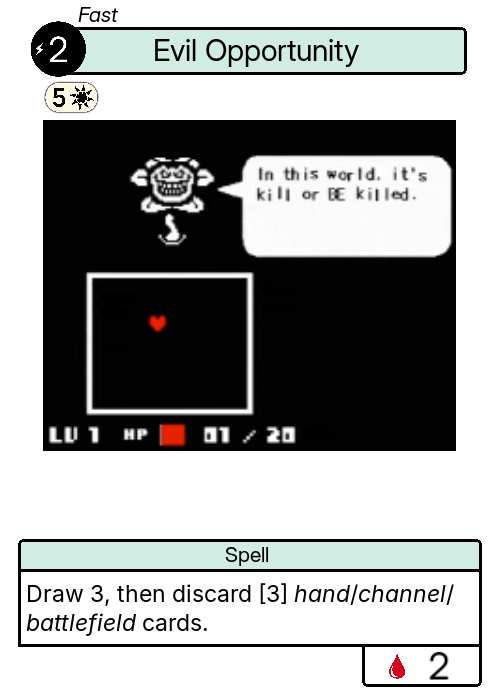 Fast
2
Evil Opportunity
5
In this world, it's
kill or BE killed.
LV 1 HP 01 / 20
Spell
Draw 3, then discard [3] hand/channel/
battlefield cards.
2